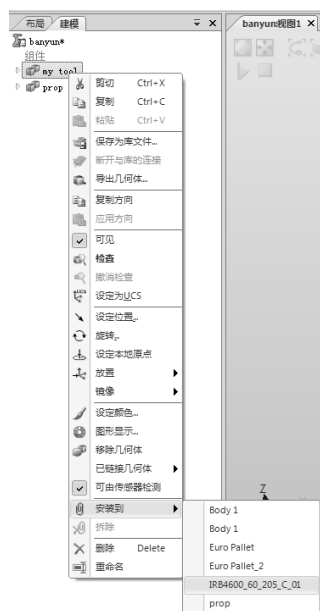 布局 建模
banyun视图1
banyun*
组件
my tool
prop
剪切 Ctrl+X
复制 Ctrl+C
粘贴 Ctrl+V
保存为库文件...
断开与库的连接
导出几何体...
复制方向
应用方向
可见
检查
撤消检查
设定为UCS
设定位置...
旋转...
设定本地原点
放置
镜像
设定颜色...
图形显示...
移除几何体
已链接几何体
可由传感器检测
安装到
拆除
删除 Delete
重命名
Body 1
Body 1
Euro Pallet
Euro Pallet_2
IRB4600_60_205_C_01
prop
Z